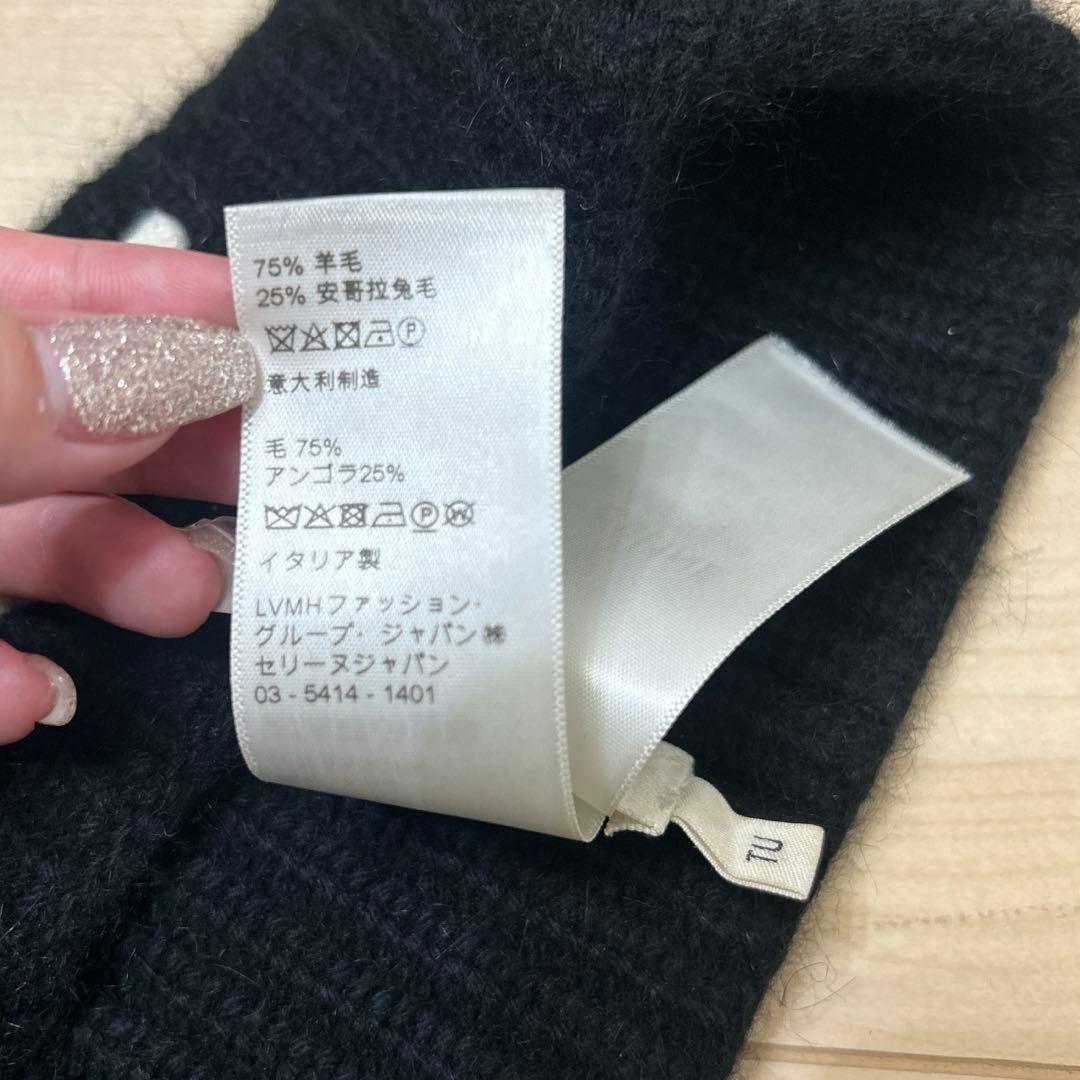 75% 羊毛
25% 安哥拉兔毛
P
意大利制造
毛 75%
アンゴラ25%
P W
イタリア製
LVMHファッション・
グループ・ジャパン㈱
セリーヌジャパン
03 - 5414 - 1401
TU